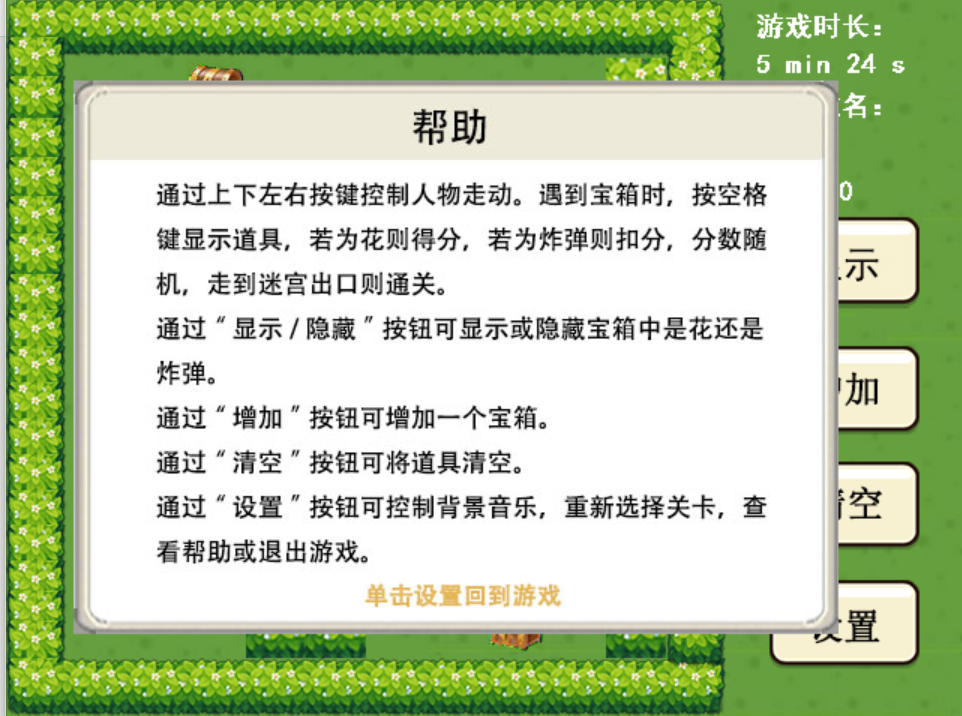 游戏时长：
5 min 24 s
名：
0
帮助
通过上下左右按键控制人物走动。遇到宝箱时，按空格
键显示道具，若为花则得分，若为炸弹则扣分，分数随
机，走到迷宫出口则通关。
通过“显示/隐藏”按钮可显示或隐藏宝箱中是花还是
炸弹。
通过“增加”按钮可增加一个宝箱。
通过“清空”按钮可将道具清空。
通过“设置”按钮可控制背景音乐，重新选择关卡，查
看帮助或退出游戏。
单击设置回到游戏
示
加
空
设置